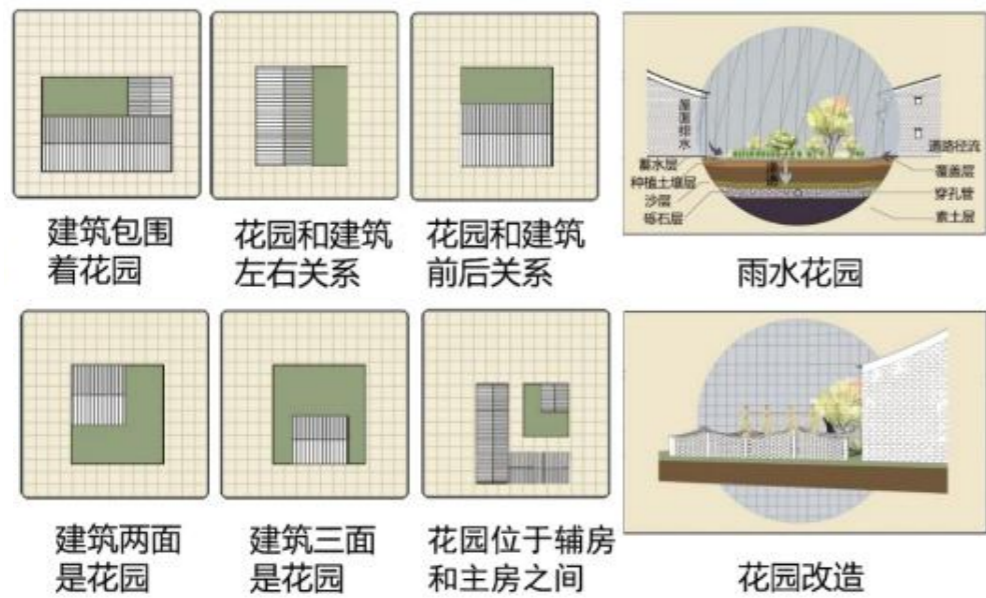 建筑包围
着花园
花园和建筑
左右关系
花园和建筑
前后关系
屋面排水
道路径流
蓄水层
种植土壤层
沙层
砾石层
覆盖层
穿孔管
素土层
雨水花园
建筑两面
是花园
建筑三面
是花园
花园位于辅房
和主房之间
花园改造